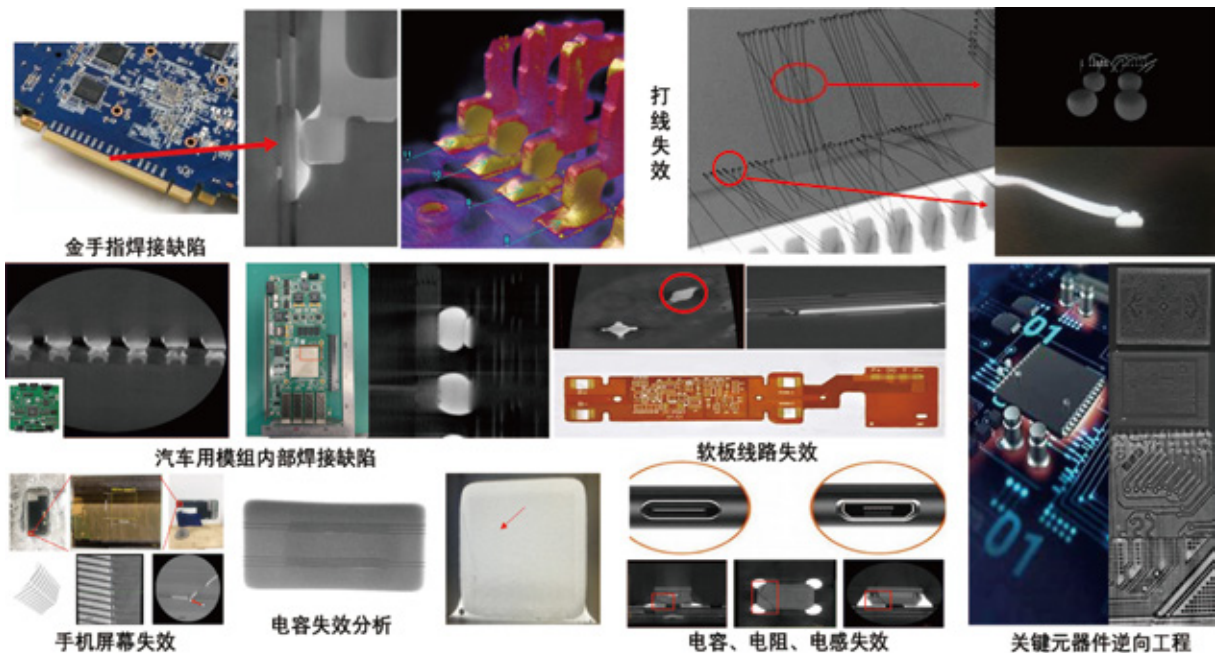 打线失效
金手指焊接缺陷
01
汽车用模组内部焊接缺陷
软板线路失效
01
手机屏幕失效
电容失效分析
电容、电阻、电感失效
关键元器件逆向工程